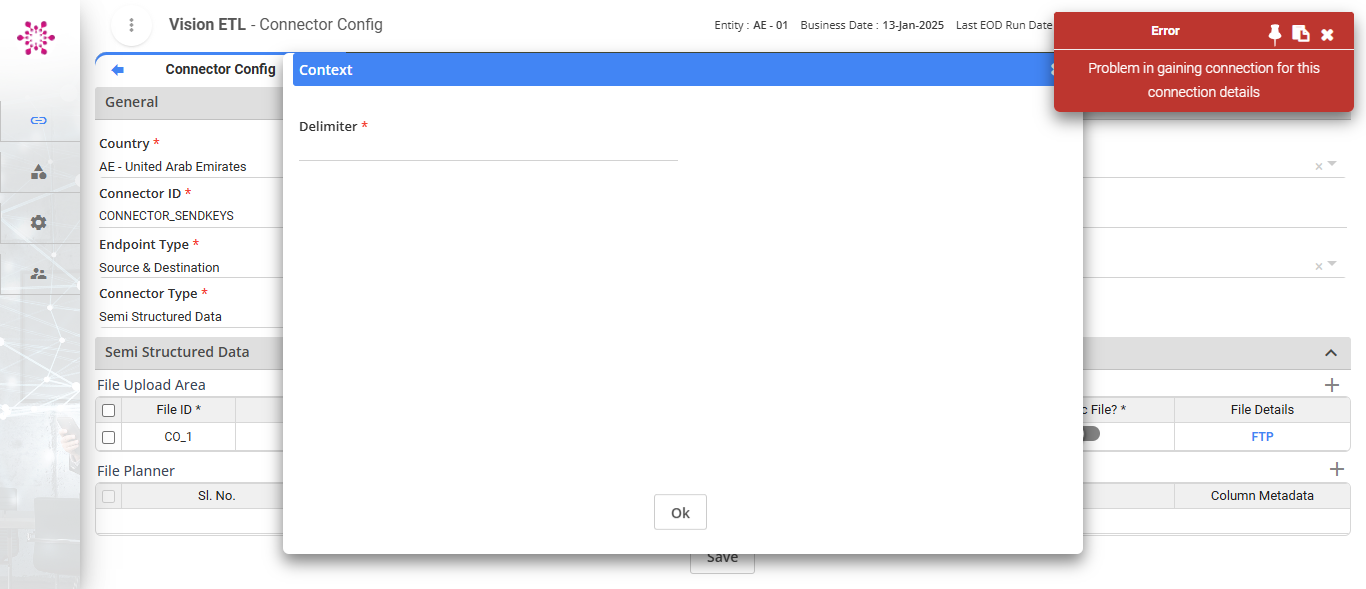 Vision ETL - Connector Config
Entity : AE - 01 Business Date : 13-Jan-2025 Last EOD Run Date
Error
Problem in gaining connection for this
connection details
Connector Config
Context
General
Delimiter *
Country *
AE - United Arab Emirates
Connector ID *
CONNECTOR_SENDKEYS
Endpoint Type *
Source & Destination
Connector Type *
Semi Structured Data
Semi Structured Data
File Upload Area
File ID * c File? * File Details
CO_1 FTP
File Planner
Sl. No. Column Metadata
Ok
Save